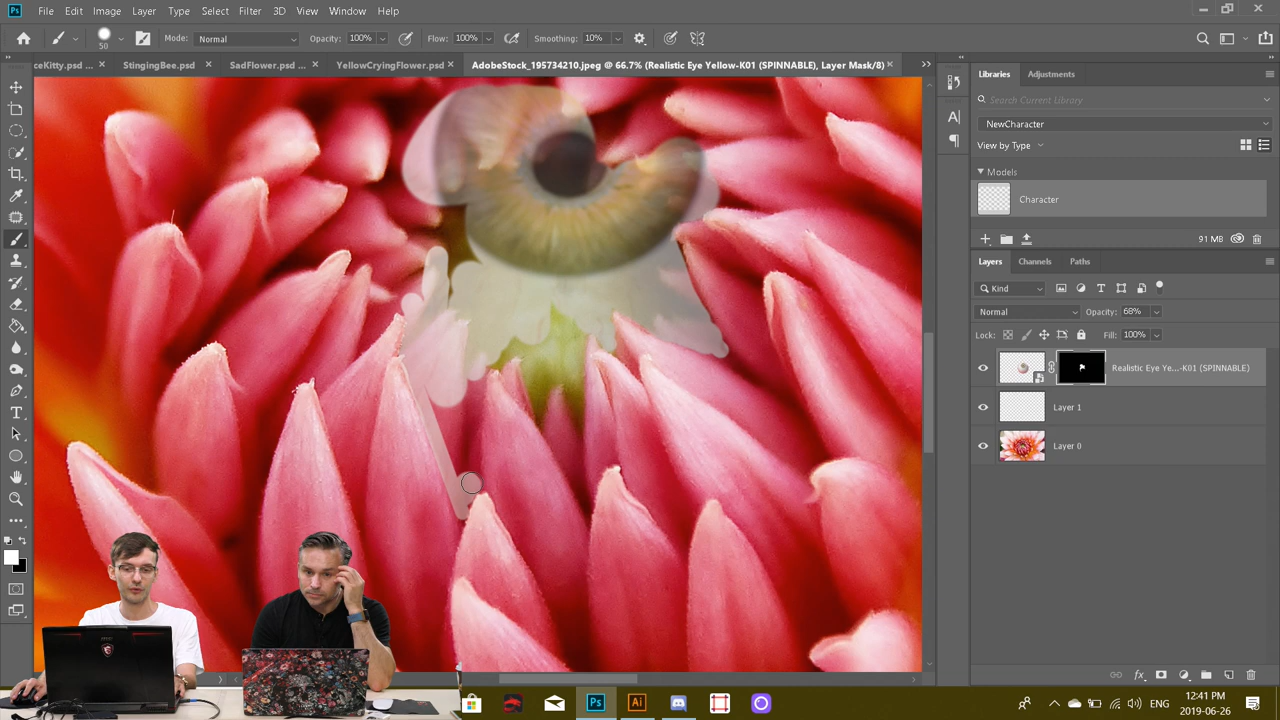 Ps File Edit Image Layer Type Select Filter 3D View Window Help
50 Mode: Normal Opacity: 100% Flow: 100% Smoothing: 10%
ceKitty.psd ... × StingingBee.psd × SadFlower.psd ... × YellowCryingFlower.psd × AdobeStock_195734210.jpeg @ 66.7% (Realistic Eye Yellow-K01 (SPINNABLE), Layer Mask/8) ×
Libraries Adjustments
Search Current Library
NewCharacter
View by Type
Models
Character
91 MB
Layers Channels Paths
Kind
Normal Opacity: 68%
Lock: Fill: 100%
Realistic Eye Ye...-K01 (SPINNABLE)
Layer 1
Layer 0
Ps Ai
ENG
12:41 PM
2019-06-26